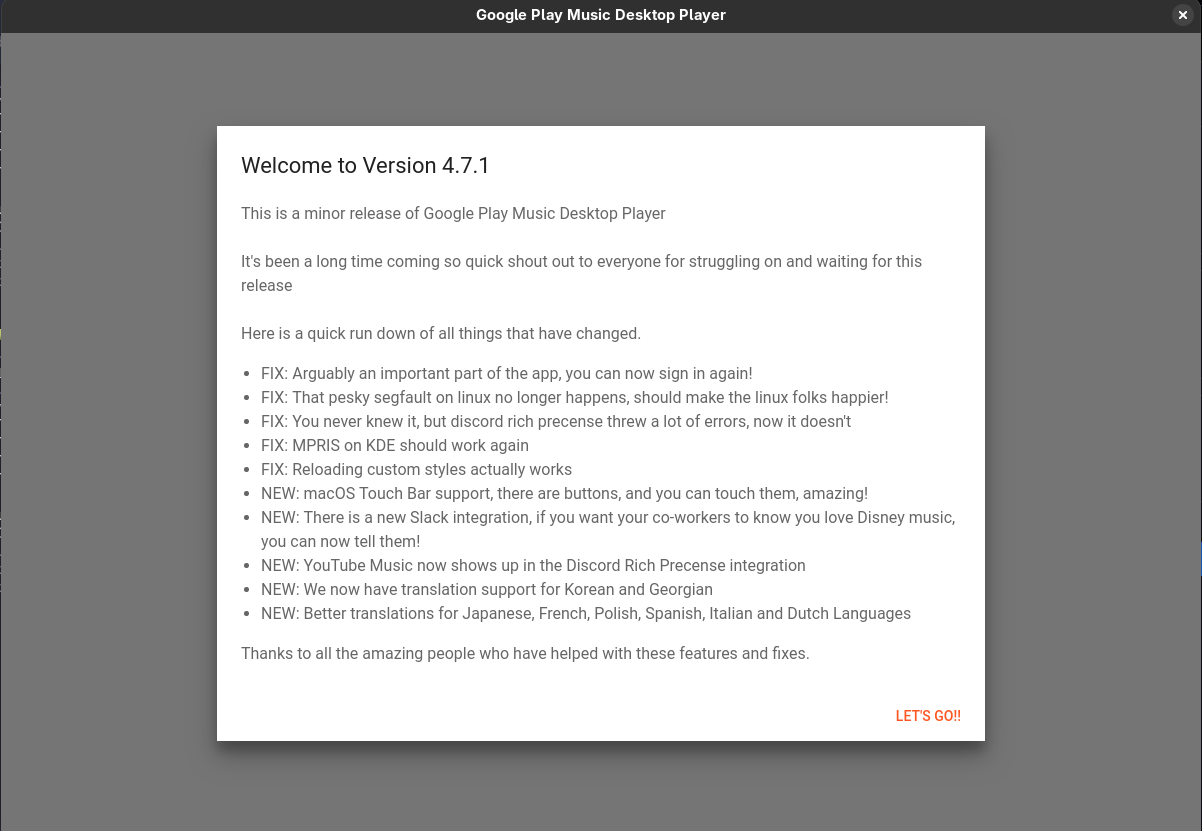 Google Play Music Desktop Player
Welcome to Version 4.7.1
This is a minor release of Google Play Music Desktop Player
It's been a long time coming so quick shout out to everyone for struggling on and waiting for this
release
Here is a quick run down of all things that have changed.
FIX: Arguably an important part of the app, you can now sign in again!
FIX: That pesky segfault on linux no longer happens, should make the linux folks happier!
FIX: You never knew it, but discord rich precense threw a lot of errors, now it doesn't
FIX: MPRIS on KDE should work again
FIX: Reloading custom styles actually works
NEW: macOS Touch Bar support, there are buttons, and you can touch them, amazing!
NEW: There is a new Slack integration, if you want your co-workers to know you love Disney music,
you can now tell them!
NEW: YouTube Music now shows up in the Discord Rich Precense integration
NEW: We now have translation support for Korean and Georgian
NEW: Better translations for Japanese, French, Polish, Spanish, Italian and Dutch Languages
Thanks to all the amazing people who have helped with these features and fixes.
LET'S GO!!